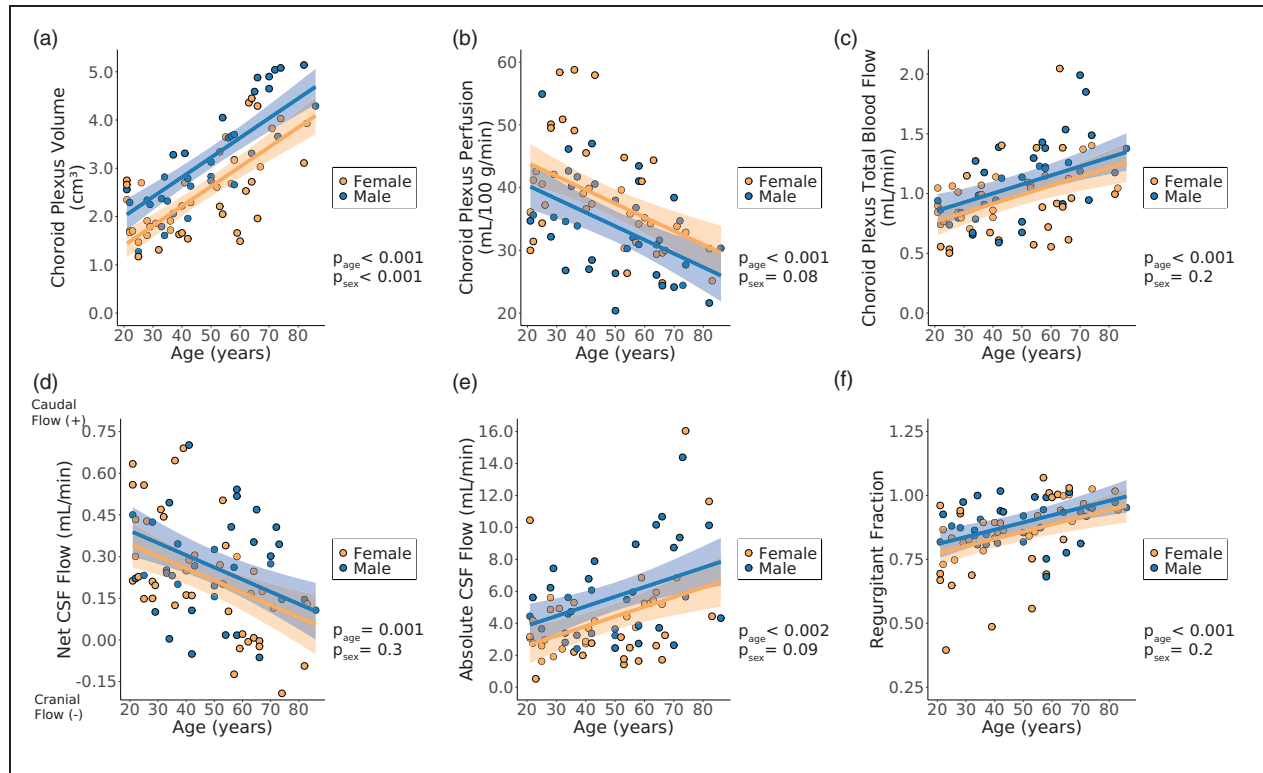 (a)
Choroid Plexus Volume
(cm³)
5.0
4.0
3.0
2.0
1.0
0.0
20 30 40 50 60 70 80
Age (years)
Female
Male
p_age < 0.001
p_sex < 0.001
(b)
Choroid Plexus Perfusion
(mL/100 g/min)
60
50
40
30
20
20 30 40 50 60 70 80
Age (years)
Female
Male
p_age < 0.001
p_sex = 0.08
(c)
Choroid Plexus Total Blood Flow
(mL/min)
2.0
1.5
1.0
0.5
0.0
20 30 40 50 60 70 80
Age (years)
Female
Male
p_age < 0.001
p_sex = 0.2
(d)
Caudal
Flow (+)
Net CSF Flow (mL/min)
0.75
0.60
0.45
0.30
0.15
0.00
-0.15
Cranial
Flow (-)
20 30 40 50 60 70 80
Age (years)
Female
Male
p_age = 0.001
p_sex = 0.3
(e)
Absolute CSF Flow (mL/min)
16.0
14.0
12.0
10.0
8.0
6.0
4.0
2.0
0.0
20 30 40 50 60 70 80
Age (years)
Female
Male
p_age < 0.002
p_sex = 0.09
(f)
Regurgitant Fraction
1.25
1.00
0.75
0.50
0.25
20 30 40 50 60 70 80
Age (years)
Female
Male
p_age < 0.001
p_sex = 0.2